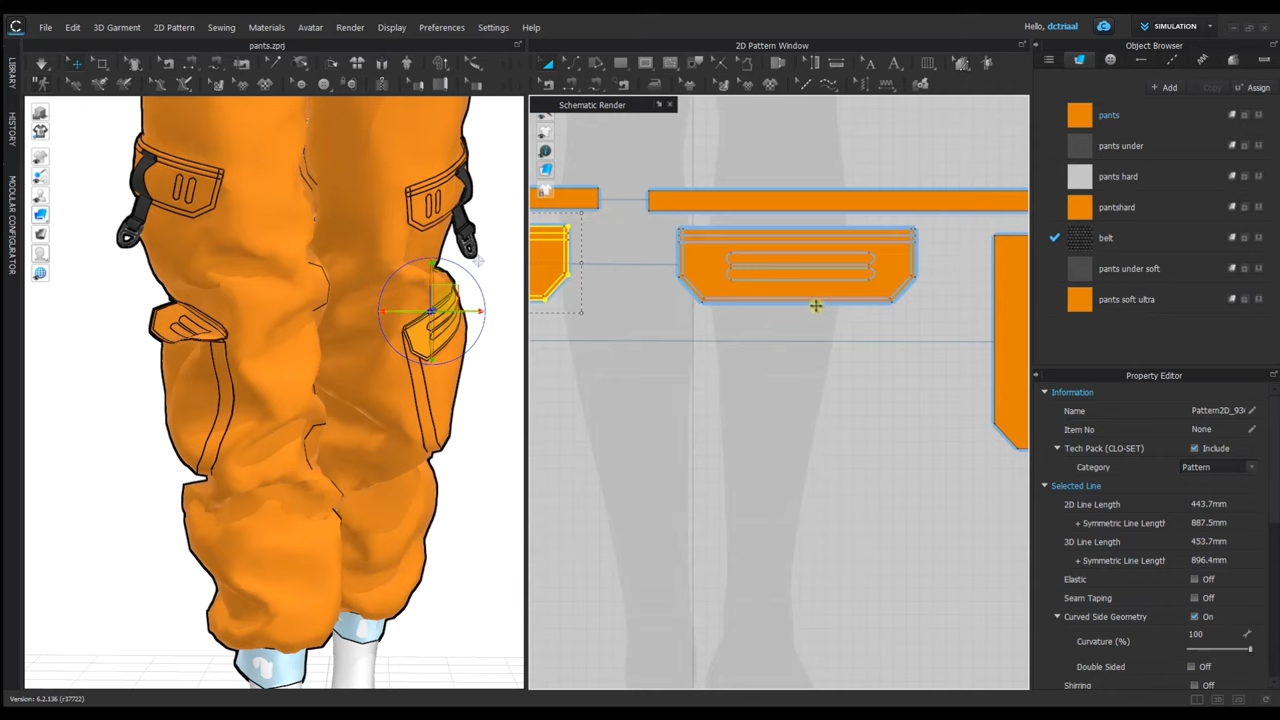 File Edit 3D Garment 2D Pattern Sewing Materials Avatar Render Display Preferences Settings Help
Hello, dctriaal
SIMULATION
pants.zprj
2D Pattern Window
Object Browser
LIBRARY
HISTORY
MODULAR CONFIGURATOR
Schematic Render
Add Copy Assign
pants
pants under
pants hard
pantshard
belt
pants under soft
pants soft ultra
Property Editor
Information
Name Pattern2D_93
Item No None
Tech Pack (CLO-SET) Include
Category Pattern
Selected Line
2D Line Length 443.7mm
+ Symmetric Line Length 887.5mm
3D Line Length 453.7mm
+ Symmetric Line Length 896.4mm
Elastic Off
Seam Taping Off
Curved Side Geometry On
Curvature (%) 100
Double Sided Off
Shirring Off
Version: 6.2.136 (r37722)
3D 2D